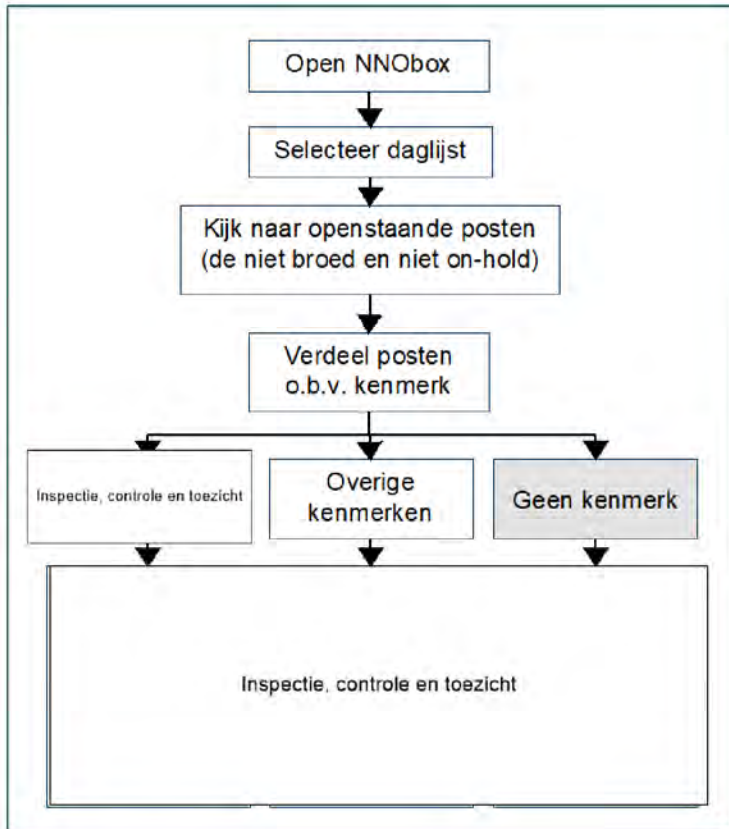 Open NNObox
Selecteer daglijst
Kijk naar openstaande posten
(de niet broed en niet on-hold)
Verdeel posten
o.b.v. kenmerk
Inspectie, controle en toezicht
Overige
kenmerken
Geen kenmerk
Inspectie, controle en toezicht